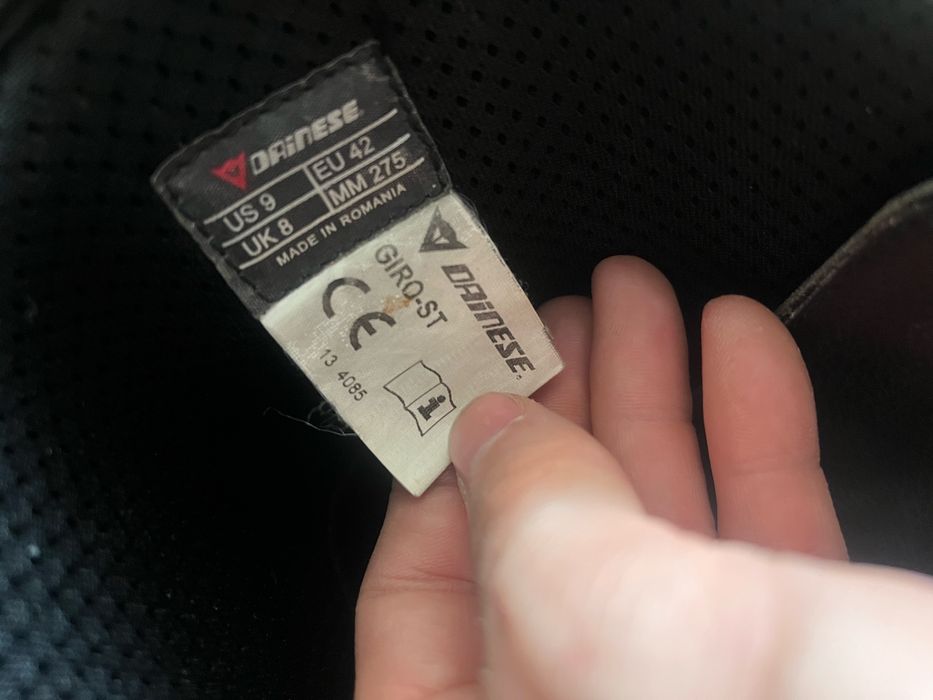 DAINESE
US 9 EU 42
UK 8 MM 275
MADE IN ROMANIA
DAINESE
GIRO-ST
CE
13 4085
i